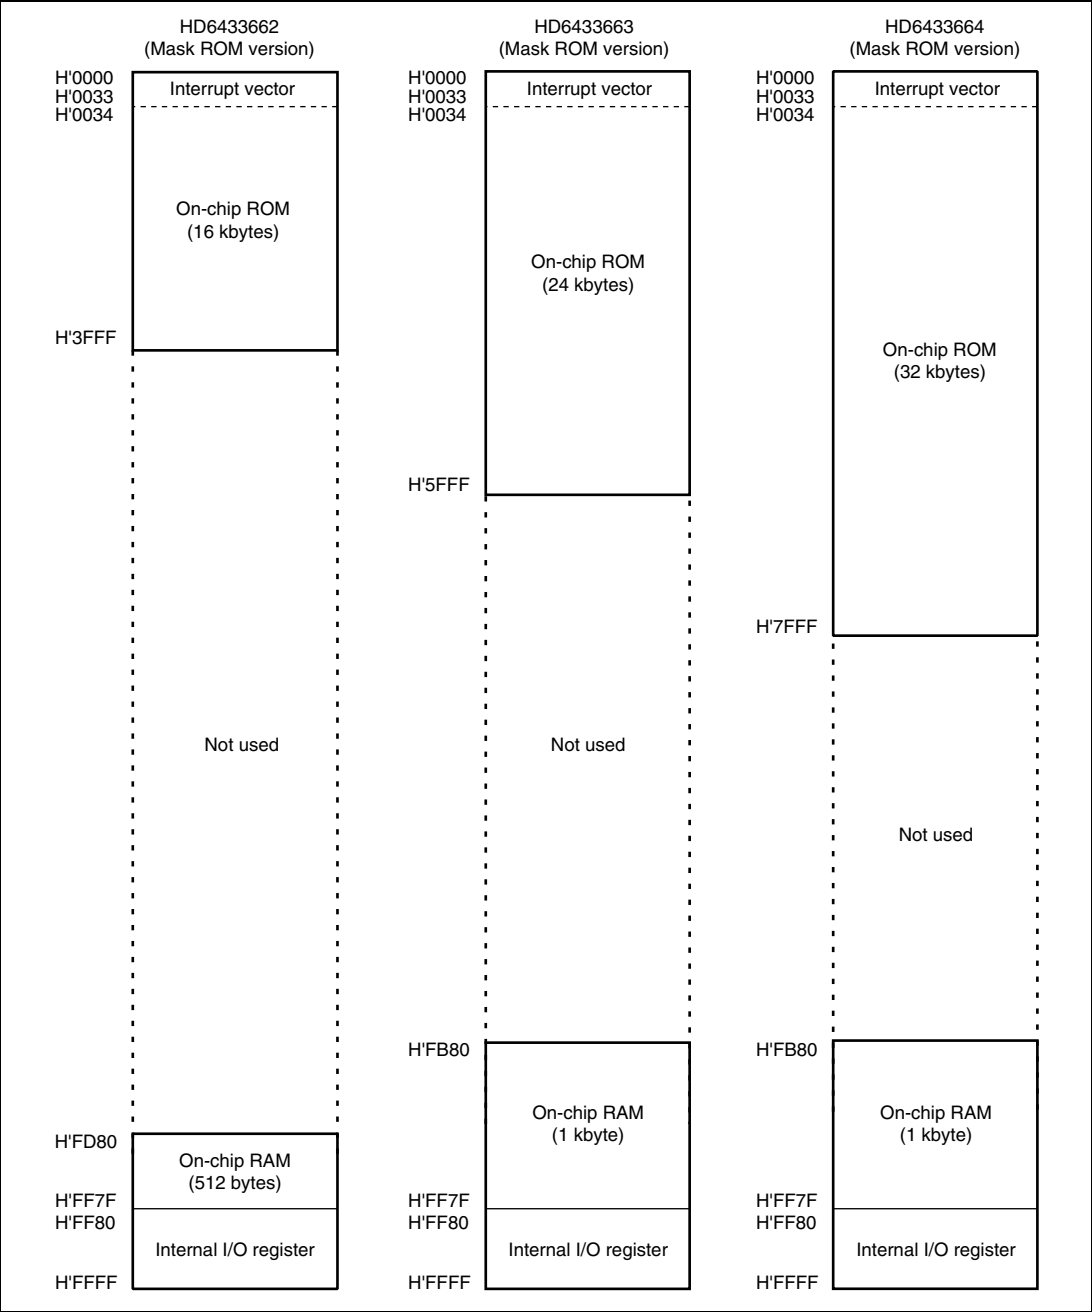 HD6433662
(Mask ROM version)
H'0000
H'0033
H'0034
Interrupt vector
On-chip ROM
(16 kbytes)
H'3FFF
Not used
H'FD80
On-chip RAM
(512 bytes)
H'FF7F
H'FF80
Internal I/O register
H'FFFF
HD6433663
(Mask ROM version)
H'0000
H'0033
H'0034
Interrupt vector
On-chip ROM
(24 kbytes)
H'5FFF
Not used
H'FB80
On-chip RAM
(1 kbyte)
H'FF7F
H'FF80
Internal I/O register
H'FFFF
HD6433664
(Mask ROM version)
H'0000
H'0033
H'0034
Interrupt vector
On-chip ROM
(32 kbytes)
H'7FFF
Not used
H'FB80
On-chip RAM
(1 kbyte)
H'FF7F
H'FF80
Internal I/O register
H'FFFF